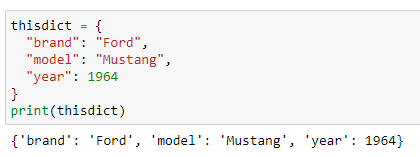 thisdict = {
  "brand": "Ford",
  "model": "Mustang",
  "year": 1964
}
print(thisdict)
{'brand': 'Ford', 'model': 'Mustang', 'year': 1964}